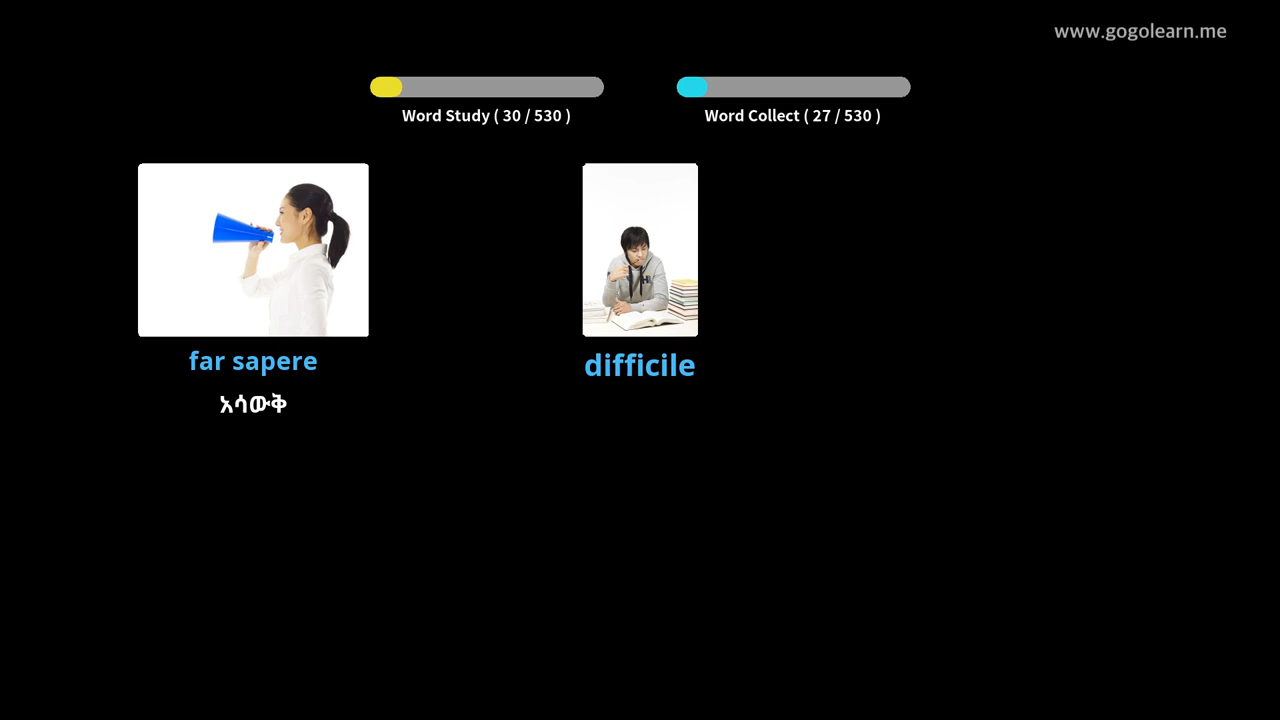 www.gogolearn.me
Word Study ( 30 / 530 )
Word Collect ( 27 / 530 )
far sapere
አሳውቅ
difficile